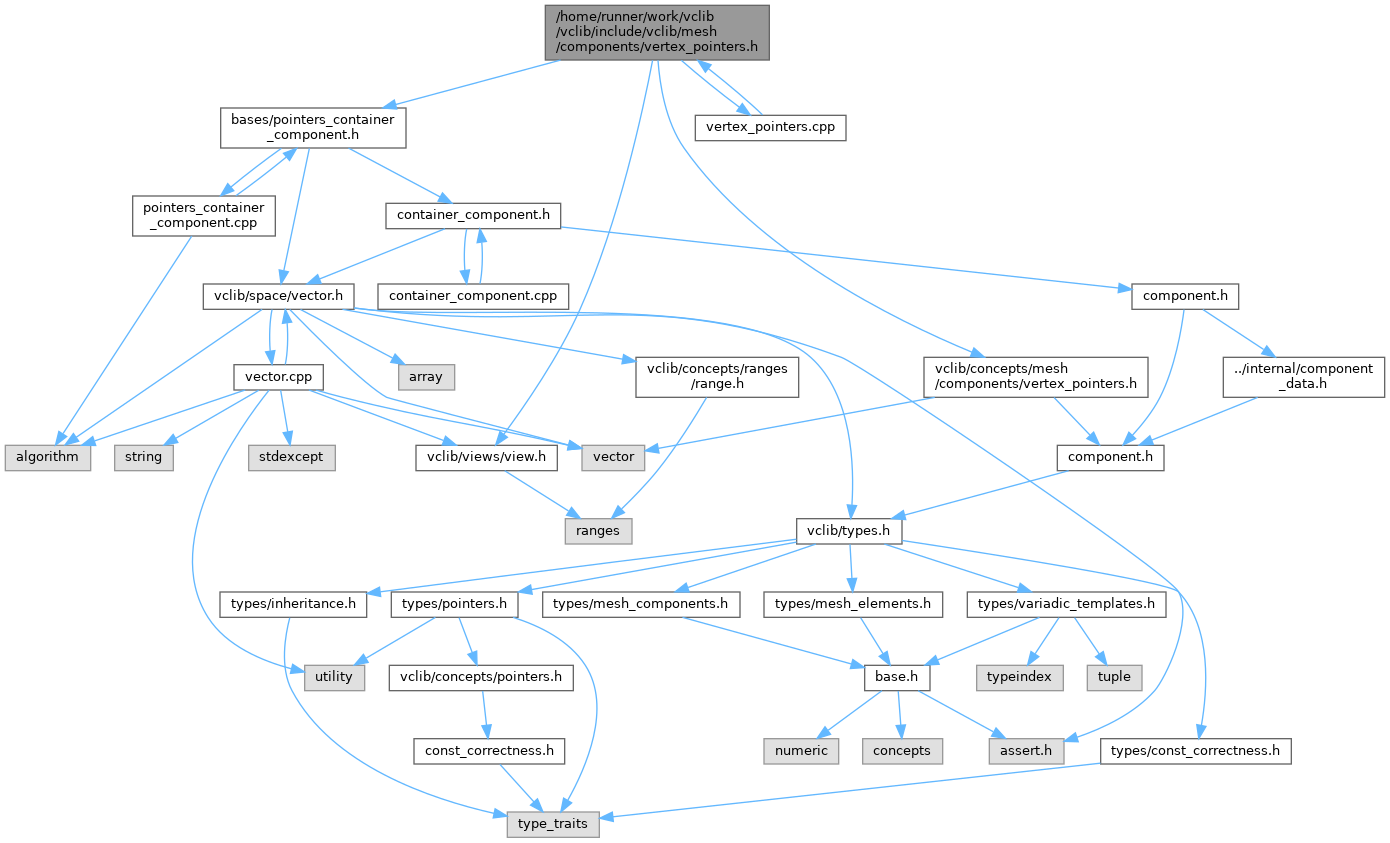 /home/runner/work/vclib
/vclib/include/vclib/mesh
/components/vertex_pointers.h
bases/pointers_container
_component.h
vertex_pointers.cpp
pointers_container
_component.cpp
container_component.h
vclib/space/vector.h
container_component.cpp
component.h
vector.cpp
array
vclib/concepts/ranges
/range.h
vclib/concepts/mesh
/components/vertex_pointers.h
../internal/component
_data.h
algorithm
string
stdexcept
vclib/views/view.h
vector
component.h
ranges
vclib/types.h
types/inheritance.h
types/pointers.h
types/mesh_components.h
types/mesh_elements.h
types/variadic_templates.h
utility
vclib/concepts/pointers.h
base.h
typeindex
tuple
const_correctness.h
numeric
concepts
assert.h
types/const_correctness.h
type_traits